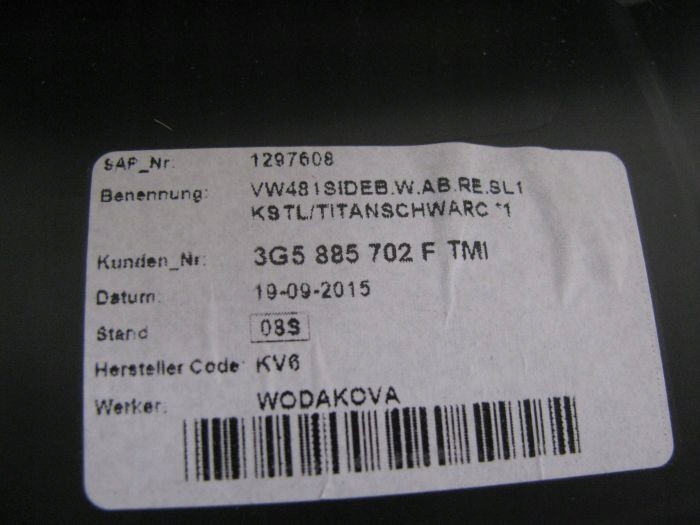 SAP_Nr: 1297608
Benennung: VW481SIDEB.W.AB.RE.SL1
KSTL/TITANSCHWARC *1
Kunden_Nr: 3G5 885 702 F TMI
Datum: 19-09-2015
Stand 08S
Hersteller Code: KV6
Werker: WODAKOVA